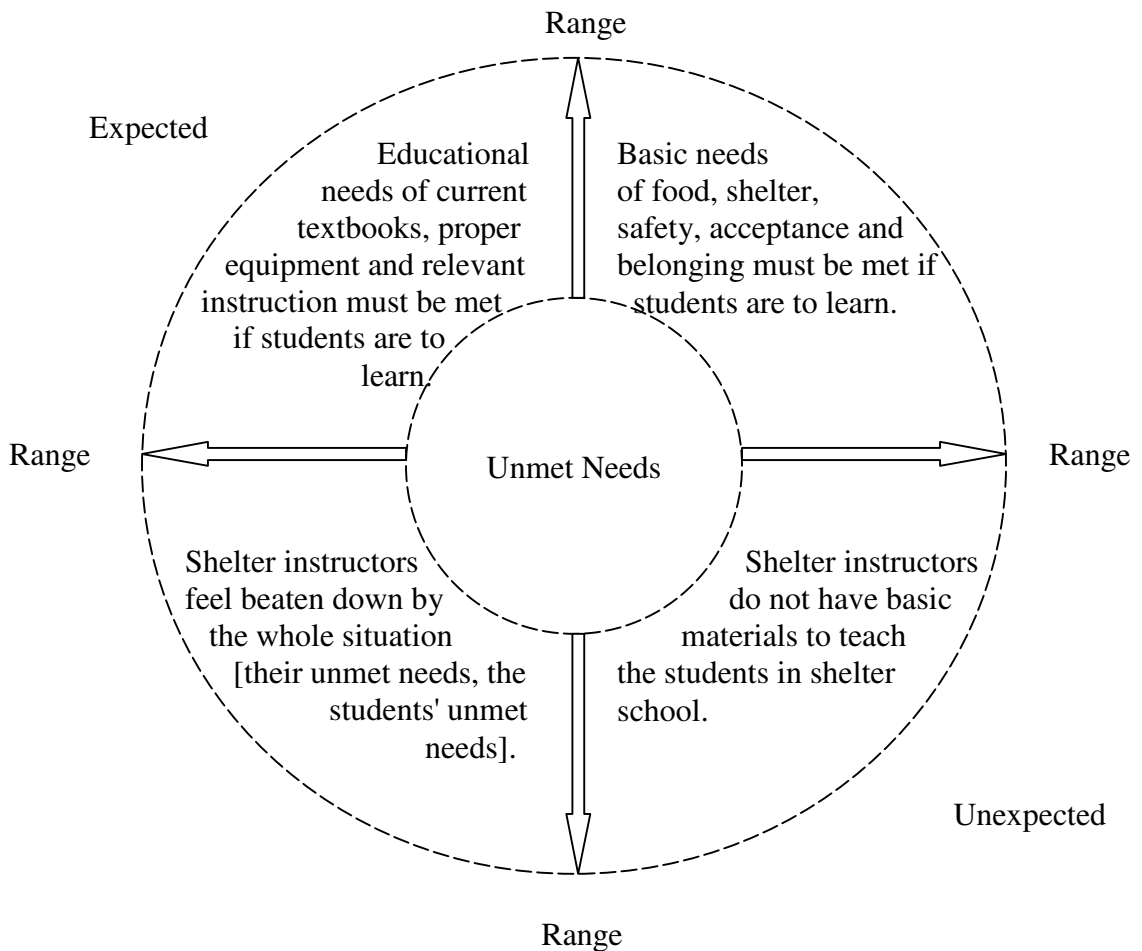 Range
Expected
Educational
needs of current
textbooks, proper
equipment and relevant
instruction must be met
if students are to
learn.
Basic needs
of food, shelter,
safety, acceptance and
belonging must be met if
students are to learn.
Range
Unmet Needs
Range
Shelter instructors
feel beaten down by
the whole situation
[their unmet needs, the
students' unmet
needs].
Shelter instructors
do not have basic
materials to teach
the students in shelter
school.
Unexpected
Range